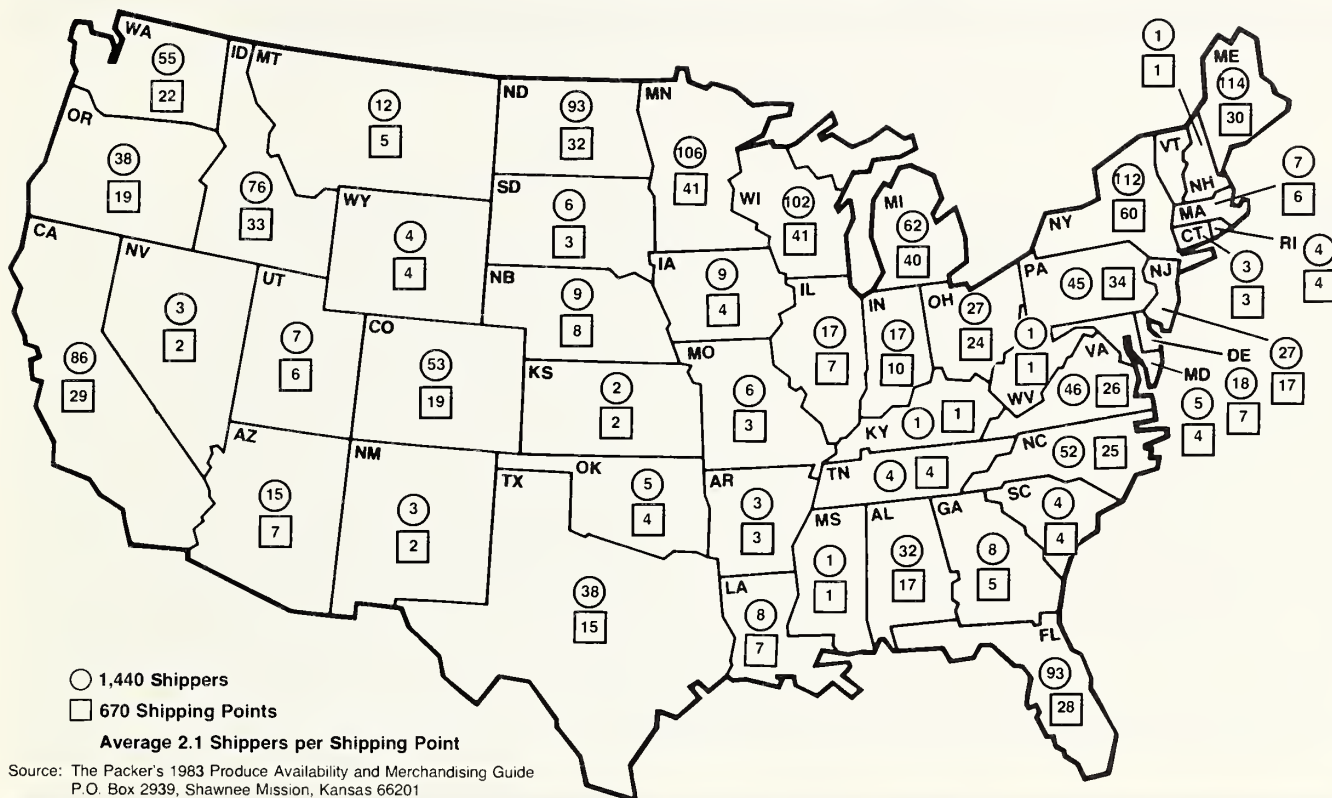 WA
55
22
ID
MT
12
5
OR
38
19
76
33
ND
93
32
MN
106
41
SD
6
3
WY
4
4
WI
102
41
MI
62
40
1
1
ME
114
30
VT
NH
NY
112
60
7
6
MA
CT
RI
4
4
3
3
CA
86
29
NV
3
2
UT
7
6
CO
53
19
NB
9
8
IA
9
4
IL
17
7
IN
17
10
OH
27
24
PA
45
34
NJ
27
17
DE
18
7
MD
5
4
1
1
WV
VA
46
26
KS
2
2
MO
6
3
KY
1
1
AZ
15
7
NM
3
2
TX
38
15
OK
5
4
AR
3
3
TN
4
4
NC
52
25
SC
4
4
MS
1
1
AL
32
17
GA
8
5
LA
8
7
FL
93
28
1,440 Shippers
670 Shipping Points
Average 2.1 Shippers per Shipping Point
Source: The Packer's 1983 Produce Availability and Merchandising Guide
P.O. Box 2939, Shawnee Mission, Kansas 66201